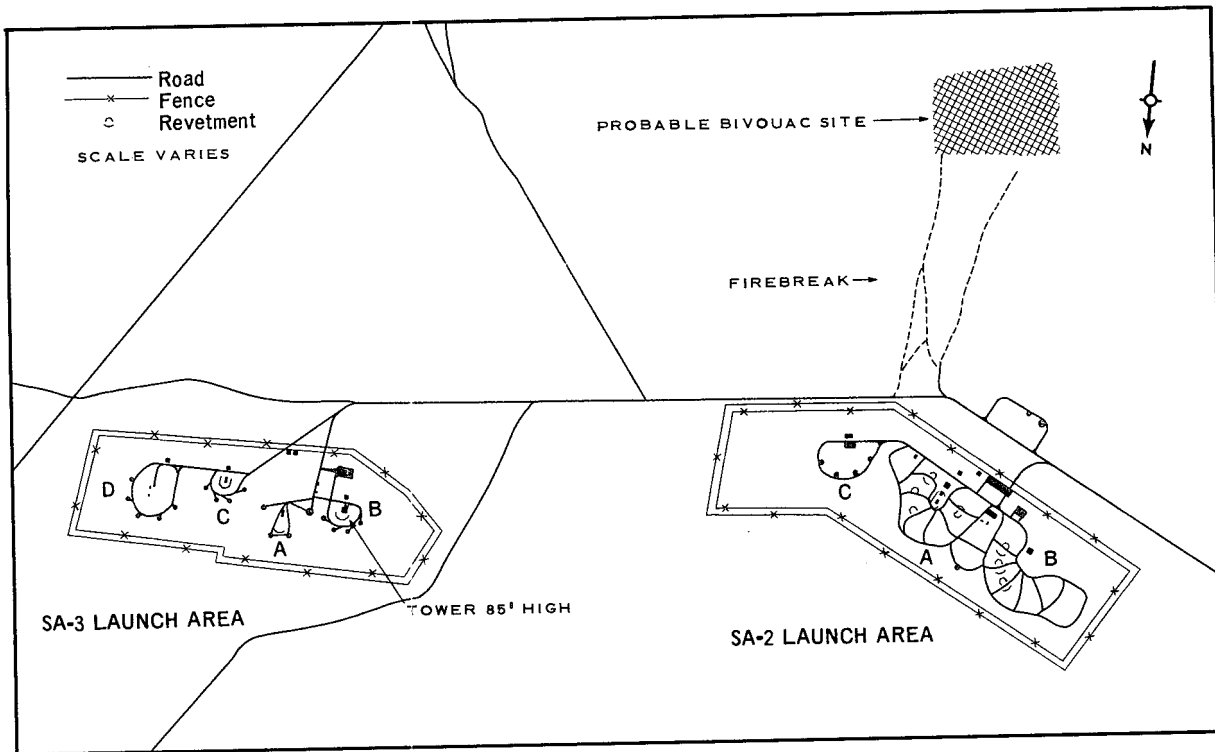 Road
Fence
Revetment
SCALE VARIES
PROBABLE BIVOUAC SITE
N
FIREBREAK
D
C
A
B
C
A
B
TOWER 85' HIGH
SA-3 LAUNCH AREA
SA-2 LAUNCH AREA